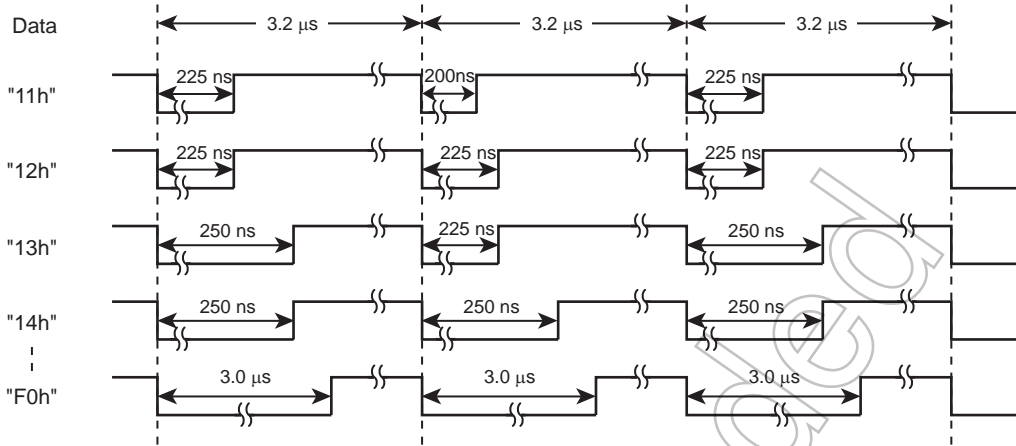 Data 3.2 μs 3.2 μs 3.2 μs
"11h" 225 ns 200ns 225 ns
"12h" 225 ns 225 ns 225 ns
"13h" 250 ns 225 ns 250 ns
"14h" 250 ns 250 ns 250 ns
"F0h" 3.0 μs 3.0 μs 3.0 μs
ded